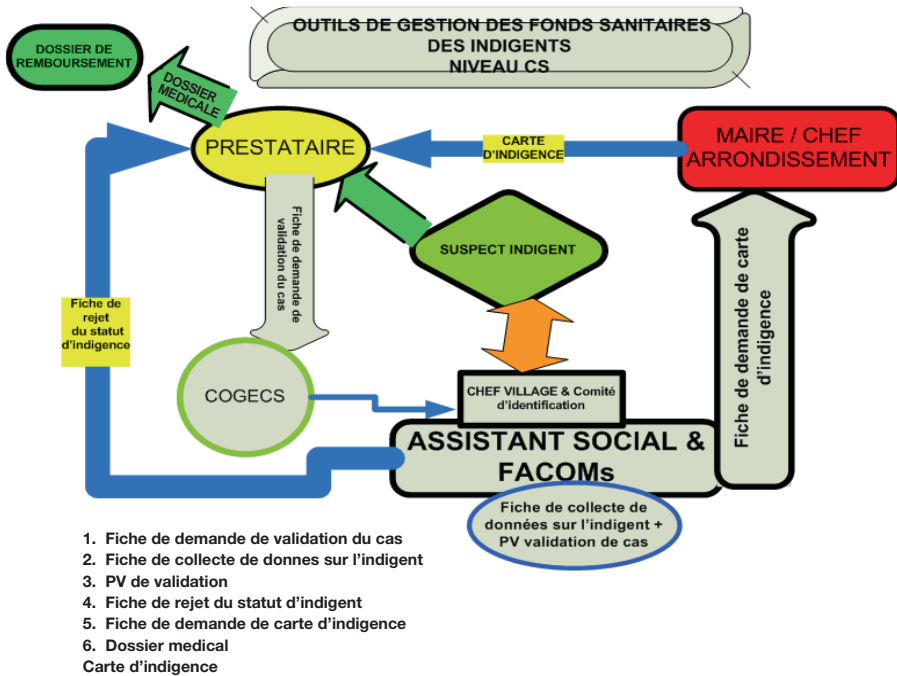 OUTILS DE GESTION DES FONDS SANITAIRES
DES INDIGENTS
NIVEAU CS
DOSSIER DE
REMBOURSEMENT
DOSSIER
MEDICALE
PRESTATAIRE
CARTE
D'INDIGENCE
MAIRE / CHEF
ARRONDISSEMENT
Fiche de demande de
validation du cas
SUSPECT INDIGENT
Fiche de demande de carte
d'indigence
Fiche de
rejet
du statut
d'indigence
COGECS
CHEF VILLAGE & Comité
d'identification
ASSISTANT SOCIAL &
FACOMs
Fiche de collecte de
données sur l'indigent +
PV validation de cas
1. Fiche de demande de validation du cas
2. Fiche de collecte de donnes sur l'indigent
3. PV de validation
4. Fiche de rejet du statut d'indigent
5. Fiche de demande de carte d'indigence
6. Dossier medical
Carte d'indigence